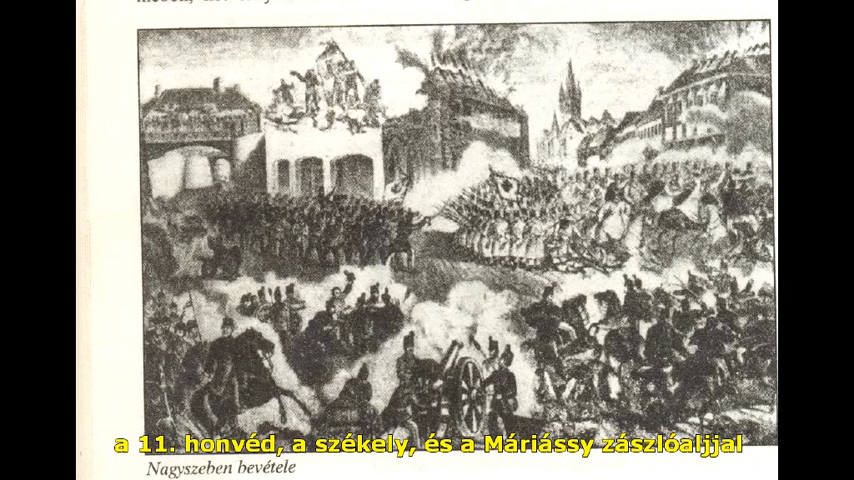 a 11. honvéd, a székely, és a Máriássy zászlóaljjal
Nagyszeben bevétele